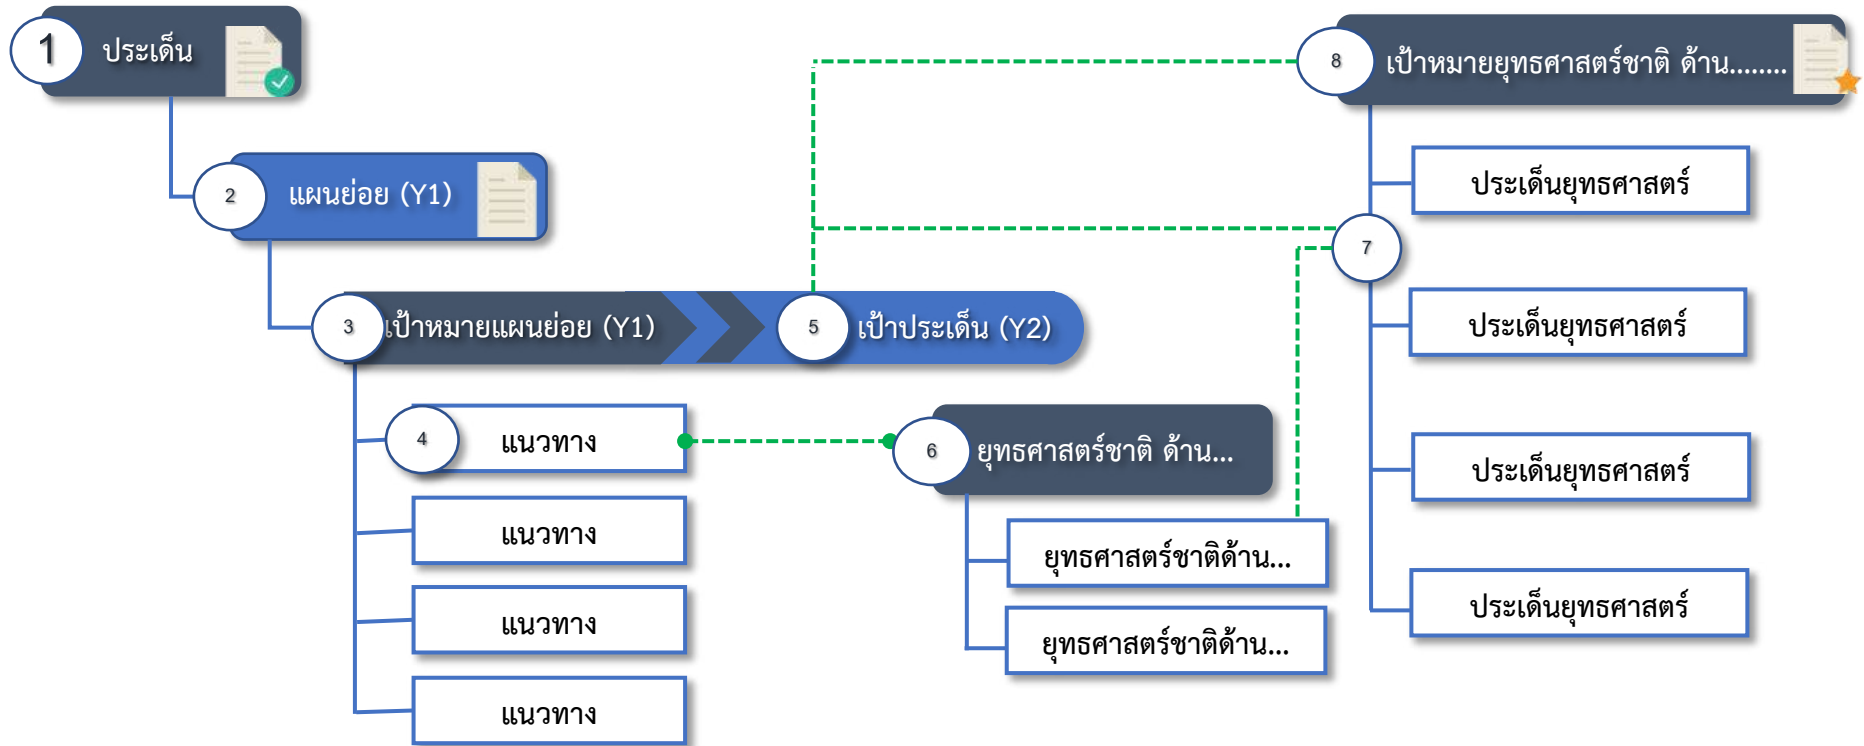 1
ประเด็น
2
แผนย่อย (Y1)
3
เป้าหมายแผนย่อย (Y1)
5
เป้าประเด็น (Y2)
4
แนวทาง
แนวทาง
แนวทาง
แนวทาง
6
ยุทธศาสตร์ชาติ ด้าน...
ยุทธศาสตร์ชาติด้าน...
ยุทธศาสตร์ชาติด้าน...
8
เป้าหมายยุทธศาสตร์ชาติ ด้าน........
ประเด็นยุทธศาสตร์
7
ประเด็นยุทธศาสตร์
ประเด็นยุทธศาสตร์
ประเด็นยุทธศาสตร์